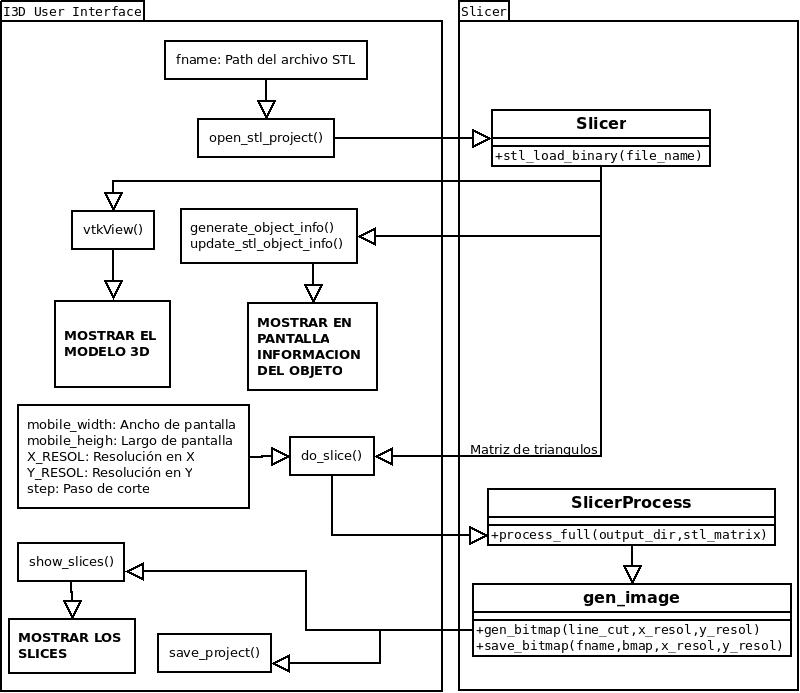 I3D User Interface
Slicer
fname: Path del archivo STL
open_stl_project()
Slicer
+stl_load_binary(file_name)
vtkView()
generate_object_info()
update_stl_object_info()
MOSTRAR EL
MODELO 3D
MOSTRAR EN
PANTALLA
INFORMACION
DEL OBJETO
mobile_width: Ancho de pantalla
mobile_heigh: Largo de pantalla
X_RESOL: Resolución en X
Y_RESOL: Resolución en Y
step: Paso de corte
do_slice()
Matriz de triangulos
SlicerProcess
+process_full(output_dir,stl_matrix)
show_slices()
gen_image
+gen_bitmap(line_cut,x_resol,y_resol)
+save_bitmap(fname,bmap,x_resol,y_resol)
MOSTRAR LOS
SLICES
save_project()